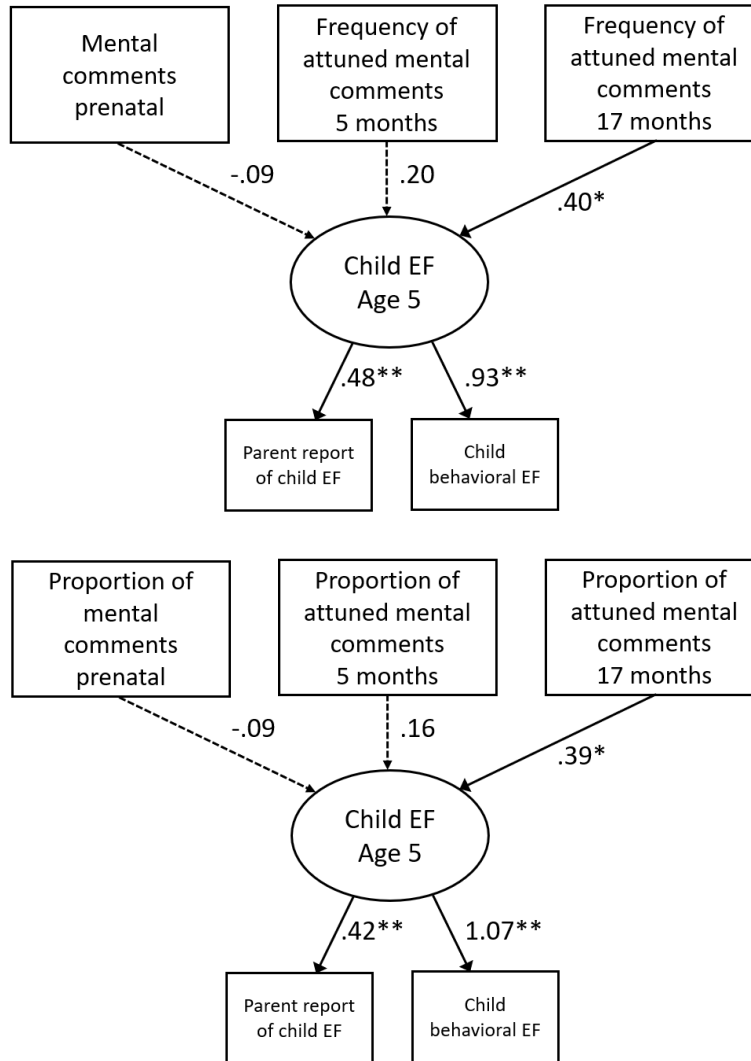 Mental
comments
prenatal
Frequency of
attuned mental
comments
5 months
Frequency of
attuned mental
comments
17 months
-.09
.20
.40*
Child EF
Age 5
.48**
.93**
Parent report
of child EF
Child
behavioral EF
Proportion of
mental
comments
prenatal
Proportion of
attuned mental
comments
5 months
Proportion of
attuned mental
comments
17 months
-.09
.16
.39*
Child EF
Age 5
.42**
1.07**
Parent report
of child EF
Child
behavioral EF